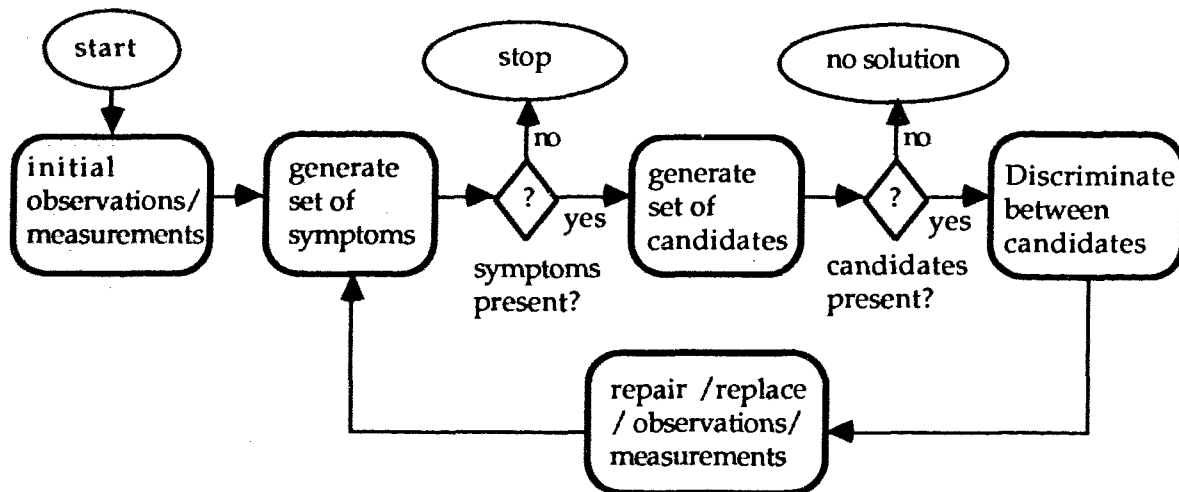 start
initial
observations/
measurements
generate
set of
symptoms
stop
no
?
yes
symptoms
present?
generate
set of
candidates
no solution
no
?
yes
candidates
present?
Discriminate
between
candidates
repair /replace
/ observations/
measurements